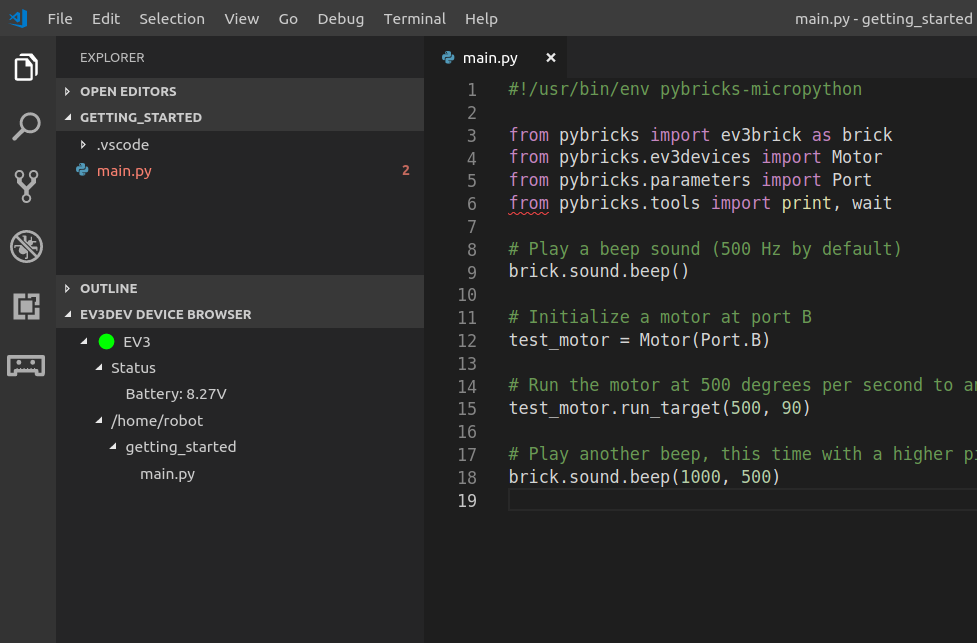 File Edit Selection View Go Debug Terminal Help main.py - getting_started
EXPLORER
OPEN EDITORS
GETTING_STARTED
.vscode
main.py 2
OUTLINE
EV3DEV DEVICE BROWSER
EV3
Status
Battery: 8.27V
/home/robot
getting_started
main.py
main.py ×
1 #!/usr/bin/env pybricks-micropython
2
3 from pybricks import ev3brick as brick
4 from pybricks.ev3devices import Motor
5 from pybricks.parameters import Port
6 from pybricks.tools import print, wait
7
8 # Play a beep sound (500 Hz by default)
9 brick.sound.beep()
10
11 # Initialize a motor at port B
12 test_motor = Motor(Port.B)
13
14 # Run the motor at 500 degrees per second to
15 test_motor.run_target(500, 90)
16
17 # Play another beep, this time with a higher
18 brick.sound.beep(1000, 500)
19